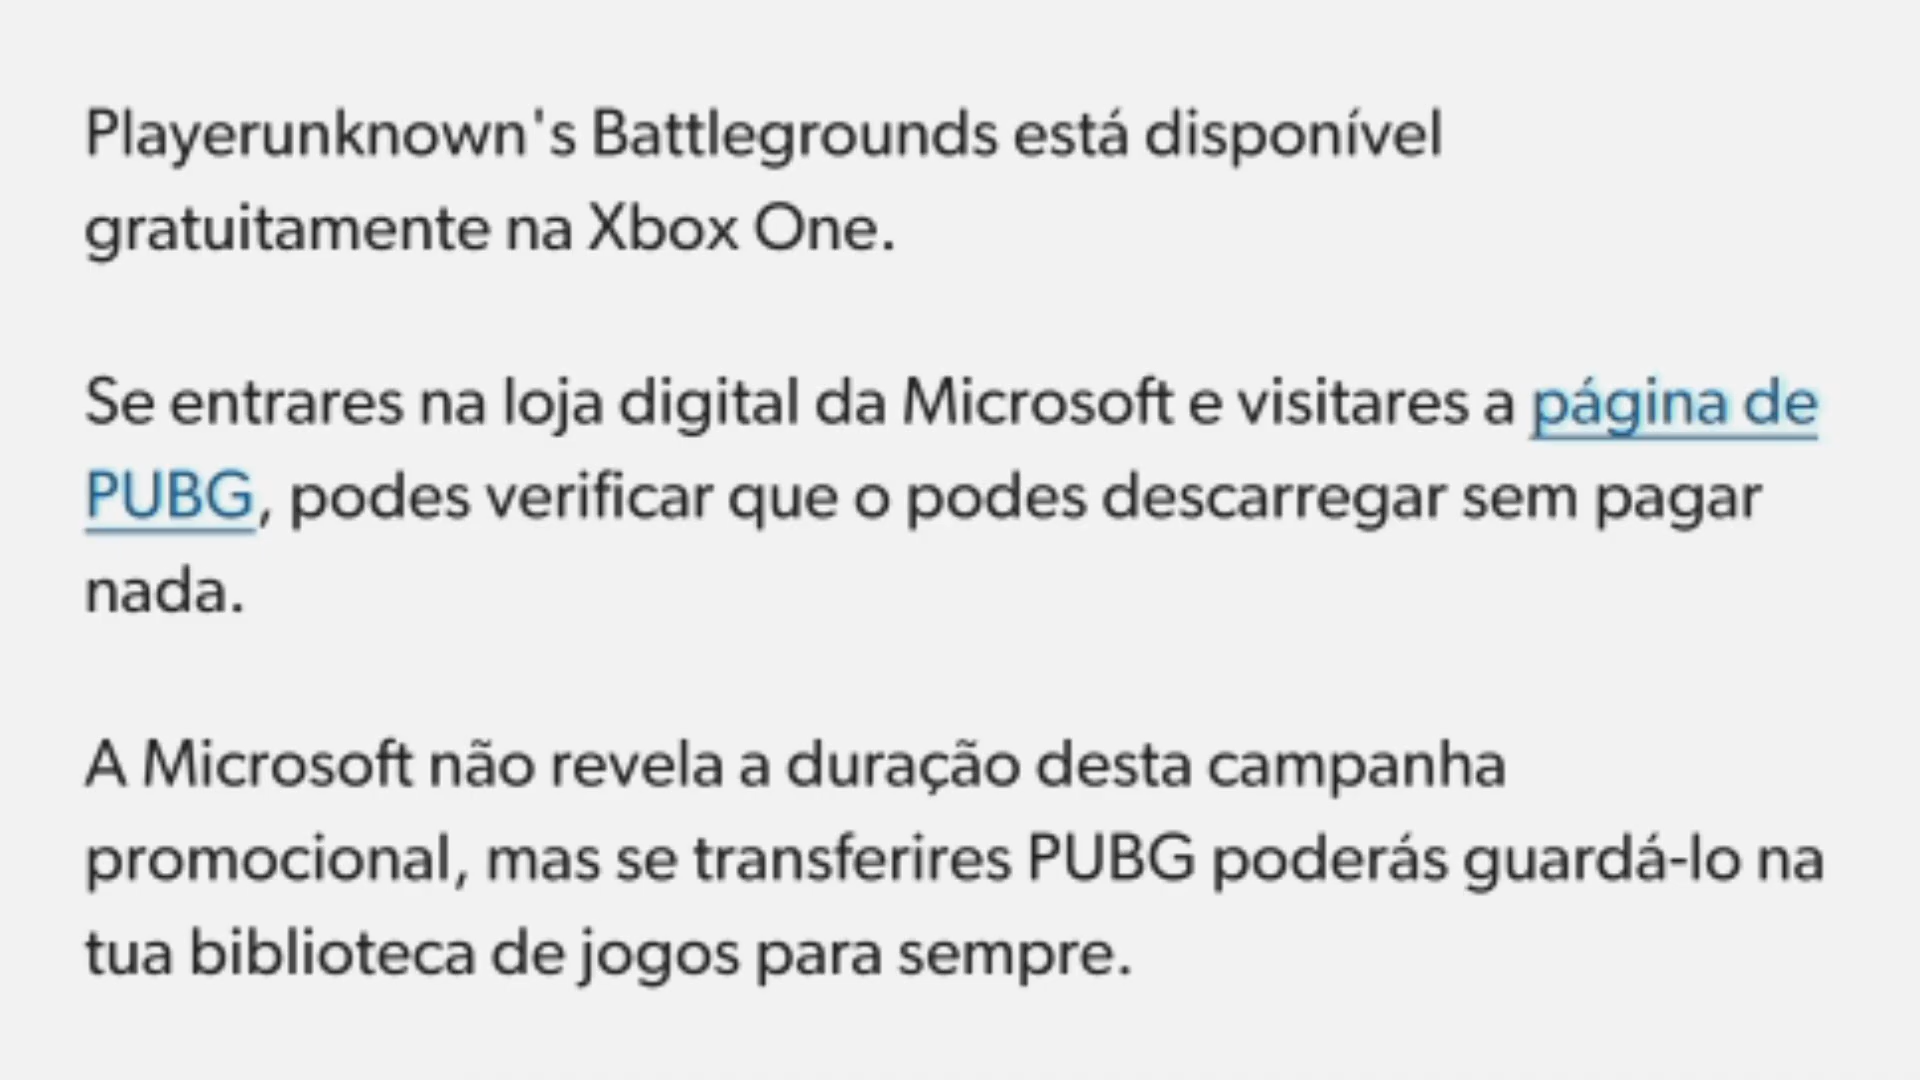 Playerunknown's Battlegrounds está disponível
gratuitamente na Xbox One.
Se entrares na loja digital da Microsoft e visitares a página de
PUBG, podes verificar que o podes descarregar sem pagar
nada.
A Microsoft não revela a duração desta campanha
promocional, mas se transferires PUBG poderás guardá-lo na
tua biblioteca de jogos para sempre.